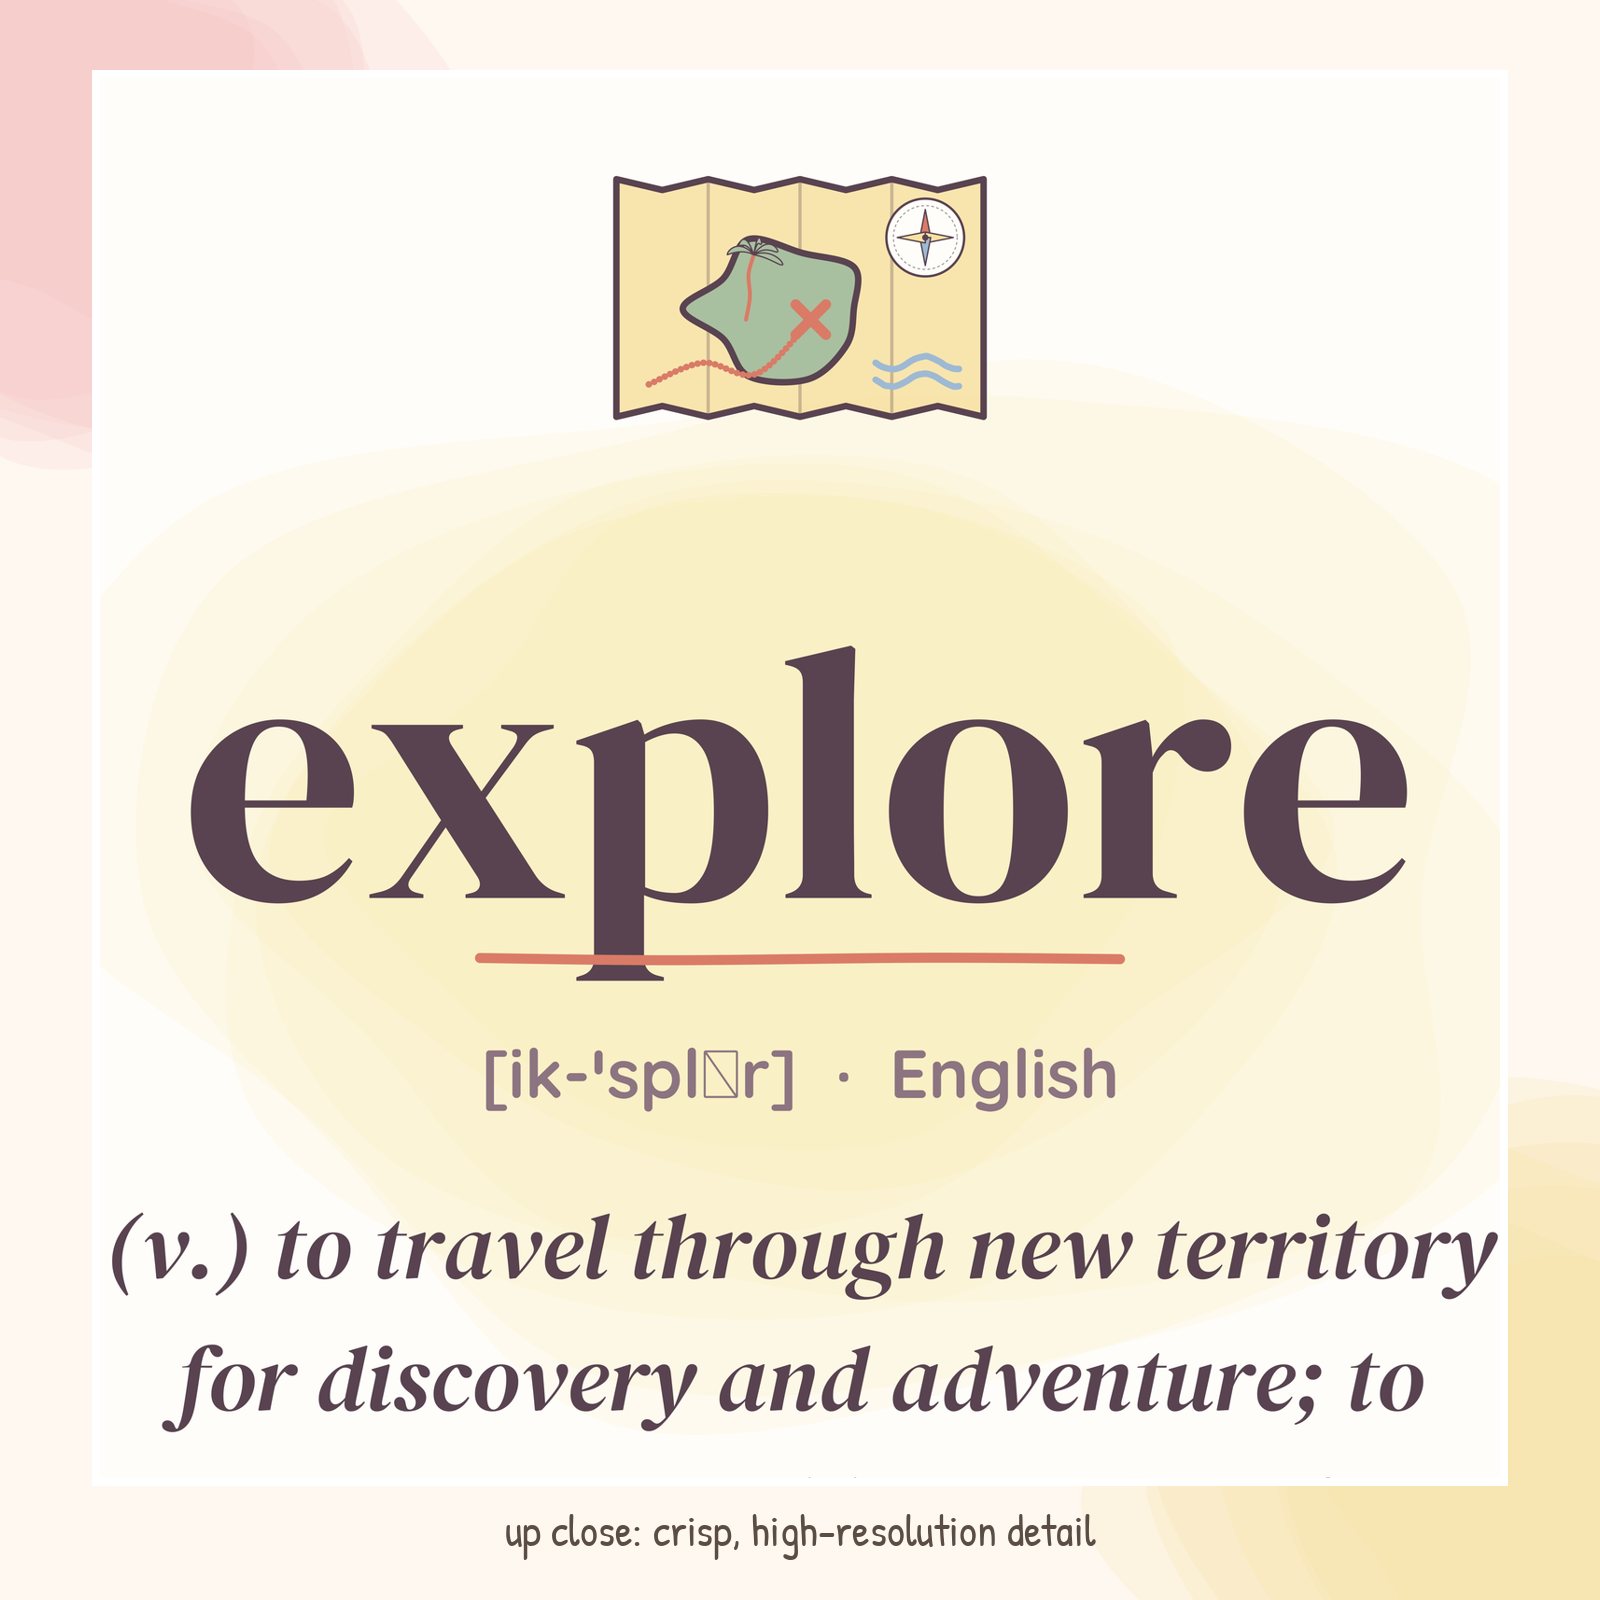 explore
[ik-'spl▯r] · English
(v.) to travel through new territory
for discovery and adventure; to
up close: crisp, high-resolution detail